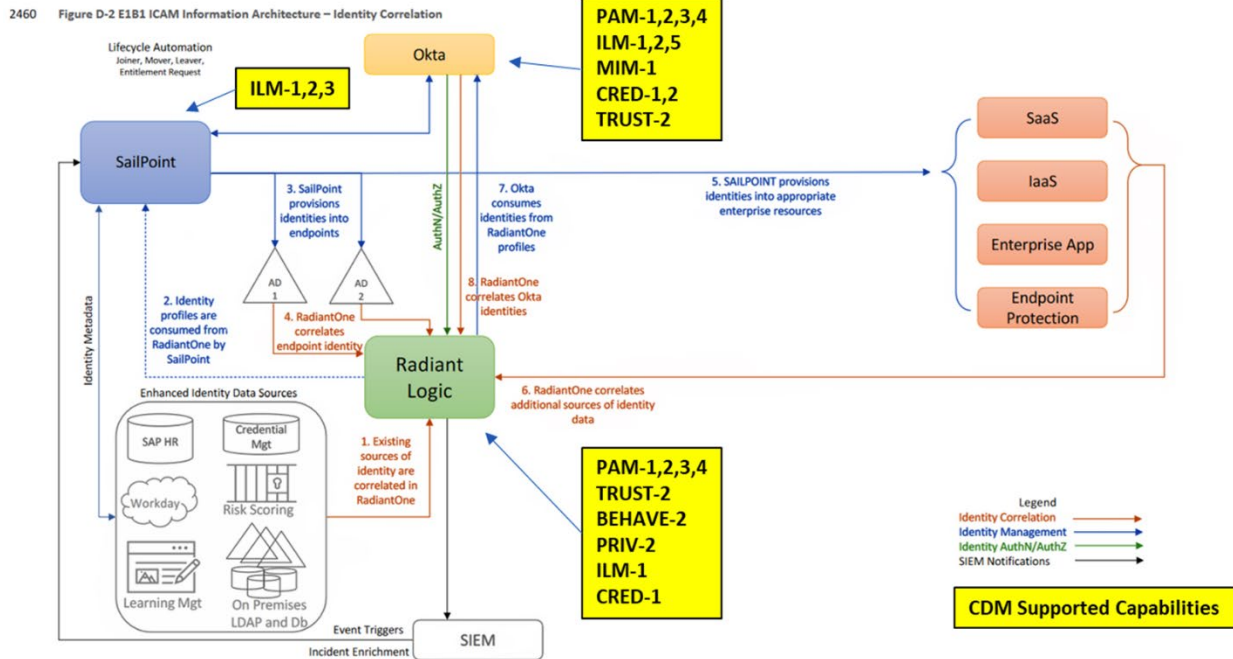 2460 Figure D-2 E1B1 ICAM Information Architecture – Identity Correlation
Lifecycle Automation
Joiner, Mover, Leaver,
Entitlement Request
ILM-1,2,3
Okta
PAM-1,2,3,4
ILM-1,2,5
MIM-1
CRED-1,2
TRUST-2
SailPoint
3. SailPoint
provisions
identities into
endpoints
AuthN/AuthZ
7. Okta
consumes
identities from
RadiantOne
profiles
5. SAILPOINT provisions
identities into appropriate
enterprise resources
SaaS
IaaS
Enterprise App
Endpoint
Protection
AD
1
AD
2
8. RadiantOne
correlates Okta
identities
Identity Metadata
2. Identity
profiles are
consumed from
RadiantOne by
SailPoint
4. RadiantOne
correlates
endpoint identity
Radiant
Logic
6. RadiantOne correlates
additional sources of identity
data
Enhanced Identity Data Sources
SAP HR
Credential
Mgt
Workday
Risk Scoring
Learning Mgt
On Premises
LDAP and Db
1. Existing
sources of
identity are
correlated in
RadiantOne
PAM-1,2,3,4
TRUST-2
BEHAVE-2
PRIV-2
ILM-1
CRED-1
Legend
Identity Correlation
Identity Management
Identity AuthN/AuthZ
SIEM Notifications
CDM Supported Capabilities
Event Triggers
Incident Enrichment
SIEM